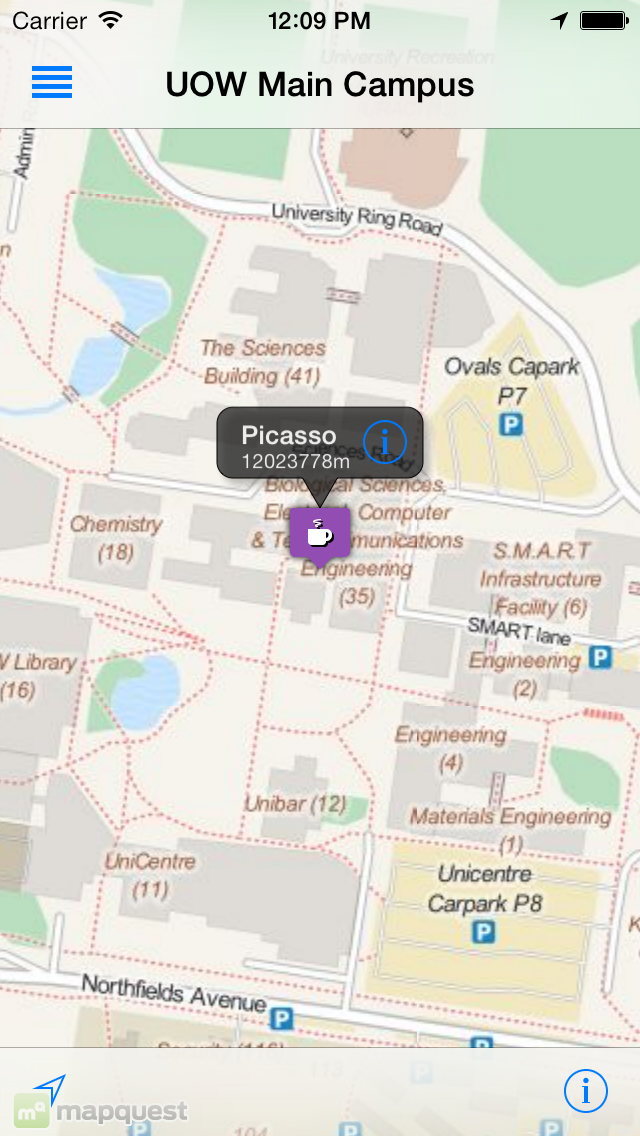 Carrier
12:09 PM
University Recreation
UOW Main Campus
Admin
University Ring Road
The Sciences
Building (41)
Ovals Capark
P7
P
Picasso
12023778m
i
Road
Biological Sciences,
Computer
Chemistry
(18)
Engineering
(35)
S.M.A.R.T
Infrastructure
Facility (6)
SMART lane
P
Library
(16)
Engineering
(2)
Engineering
(4)
Unibar (12)
Materials Engineering
(1)
UniCentre
(11)
Unicentre
Carpark P8
P
Northfields Avenue
P
P
Security (116)
P
mq mapquest
i
P
104
P
P